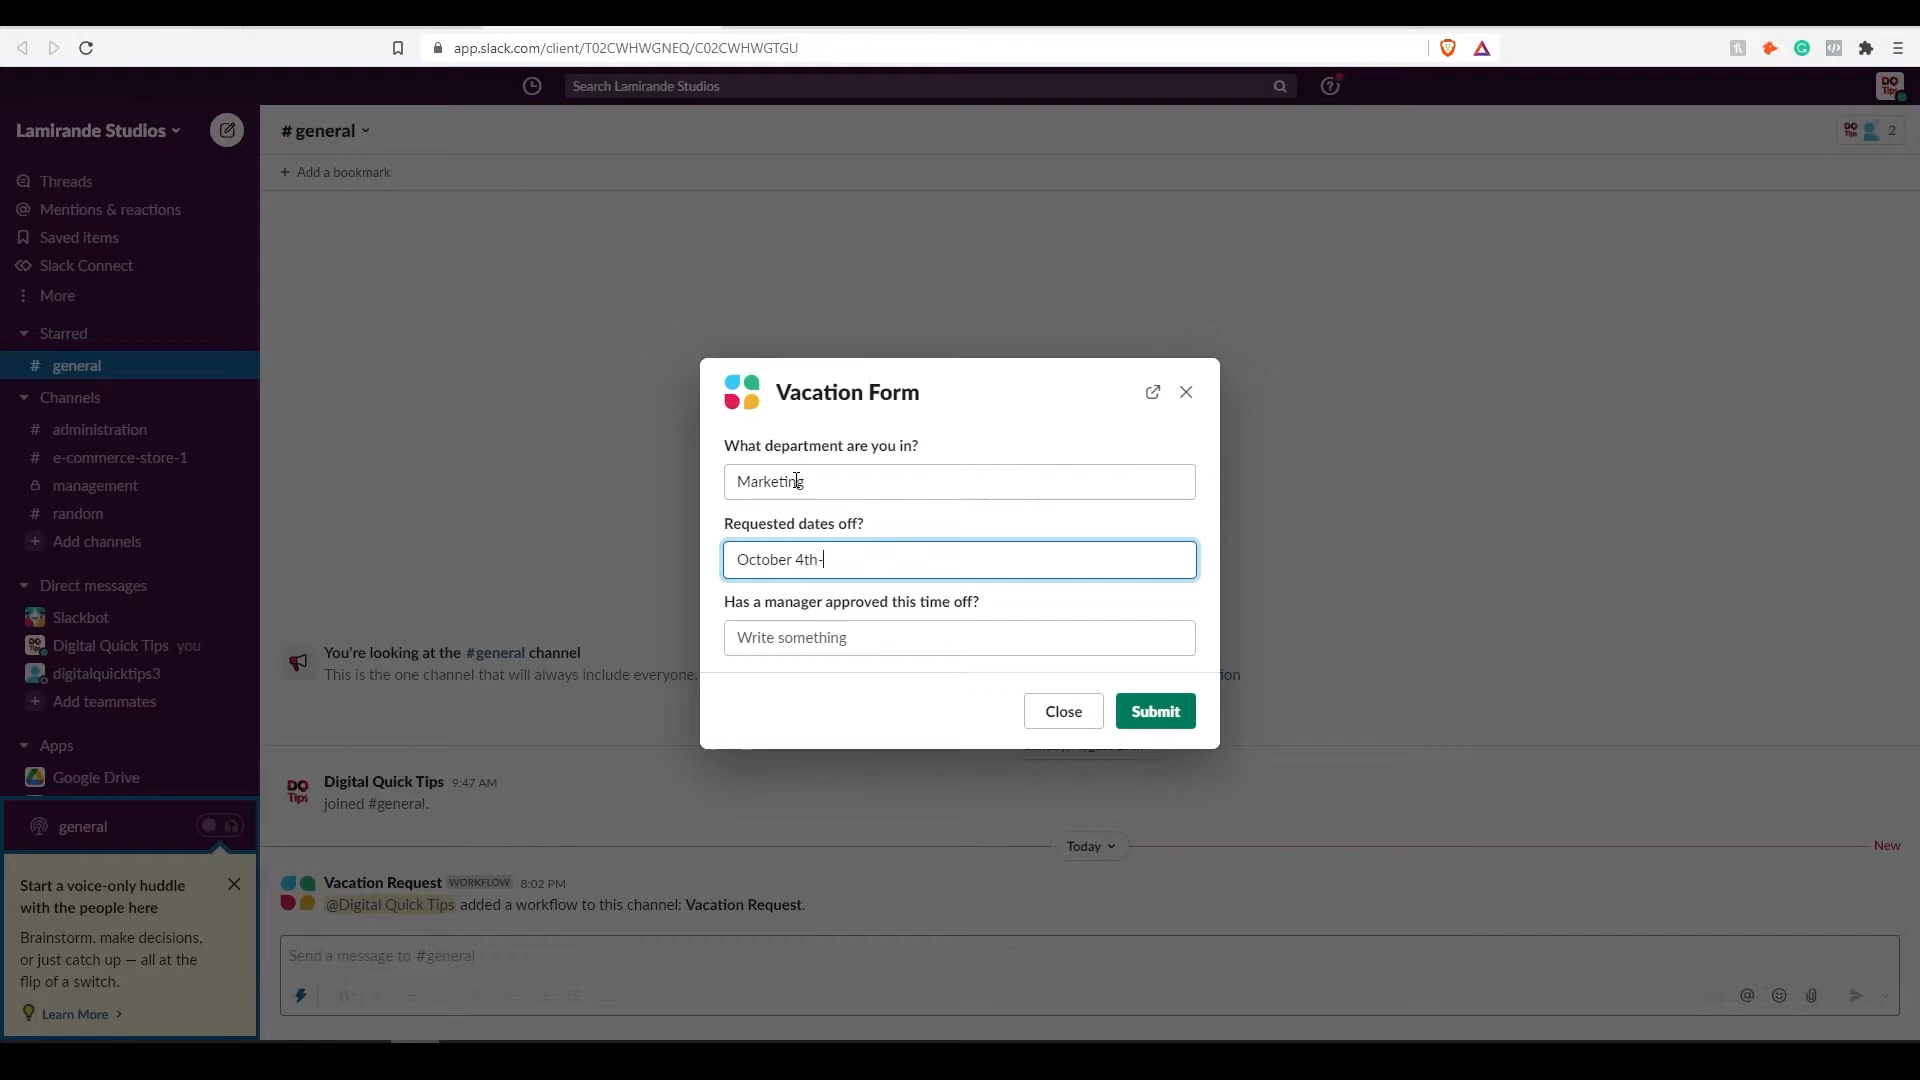 app.slack.com/client/T02CWHWGNEQ/C02CWHWGTGU
Search Lamirande Studios
DQ
Tips
Lamirande Studios
# general
DQ
Tips
2
+ Add a bookmark
Threads
Mentions & reactions
Saved items
Slack Connect
More
Starred
# general
Channels
# administration
# e-commerce-store-1
management
# random
+ Add channels
Direct messages
Slackbot
Digital Quick Tips you
digitalquicktips3
+ Add teammates
Apps
Google Drive
general
Start a voice-only huddle
with the people here
Brainstorm, make decisions,
or just catch up — all at the
flip of a switch.
Learn More >
Vacation Form
What department are you in?
Marketing
Requested dates off?
October 4th-
Has a manager approved this time off?
Write something
Close
Submit
You're looking at the #general channel
This is the one channel that will always include everyone.
DQ
Tips
Digital Quick Tips 9:47 AM
joined #general.
Today
New
Vacation Request WORKFLOW 8:02 PM
@Digital Quick Tips added a workflow to this channel: Vacation Request.
Send a message to #general